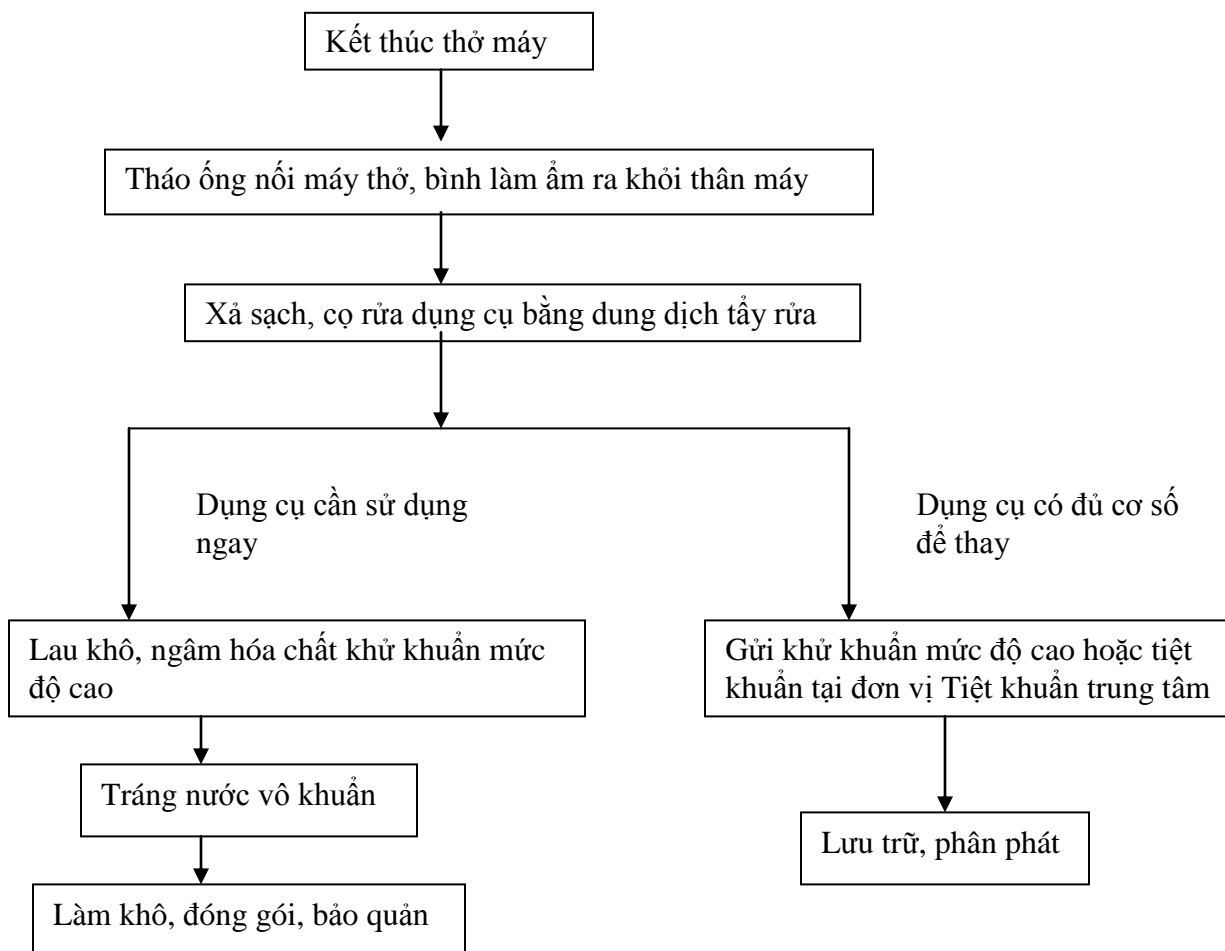 Kết thúc thở máy
Tháo ống nối máy thở, bình làm ẩm ra khỏi thân máy
Xả sạch, cọ rửa dụng cụ bằng dung dịch tẩy rửa
Dụng cụ cần sử dụng
ngay
Dụng cụ có đủ cơ số
để thay
Lau khô, ngâm hóa chất khử khuẩn mức
độ cao
Gửi khử khuẩn mức độ cao hoặc tiệt
khuẩn tại đơn vị Tiệt khuẩn trung tâm
Tráng nước vô khuẩn
Lưu trữ, phân phát
Làm khô, đóng gói, bảo quản